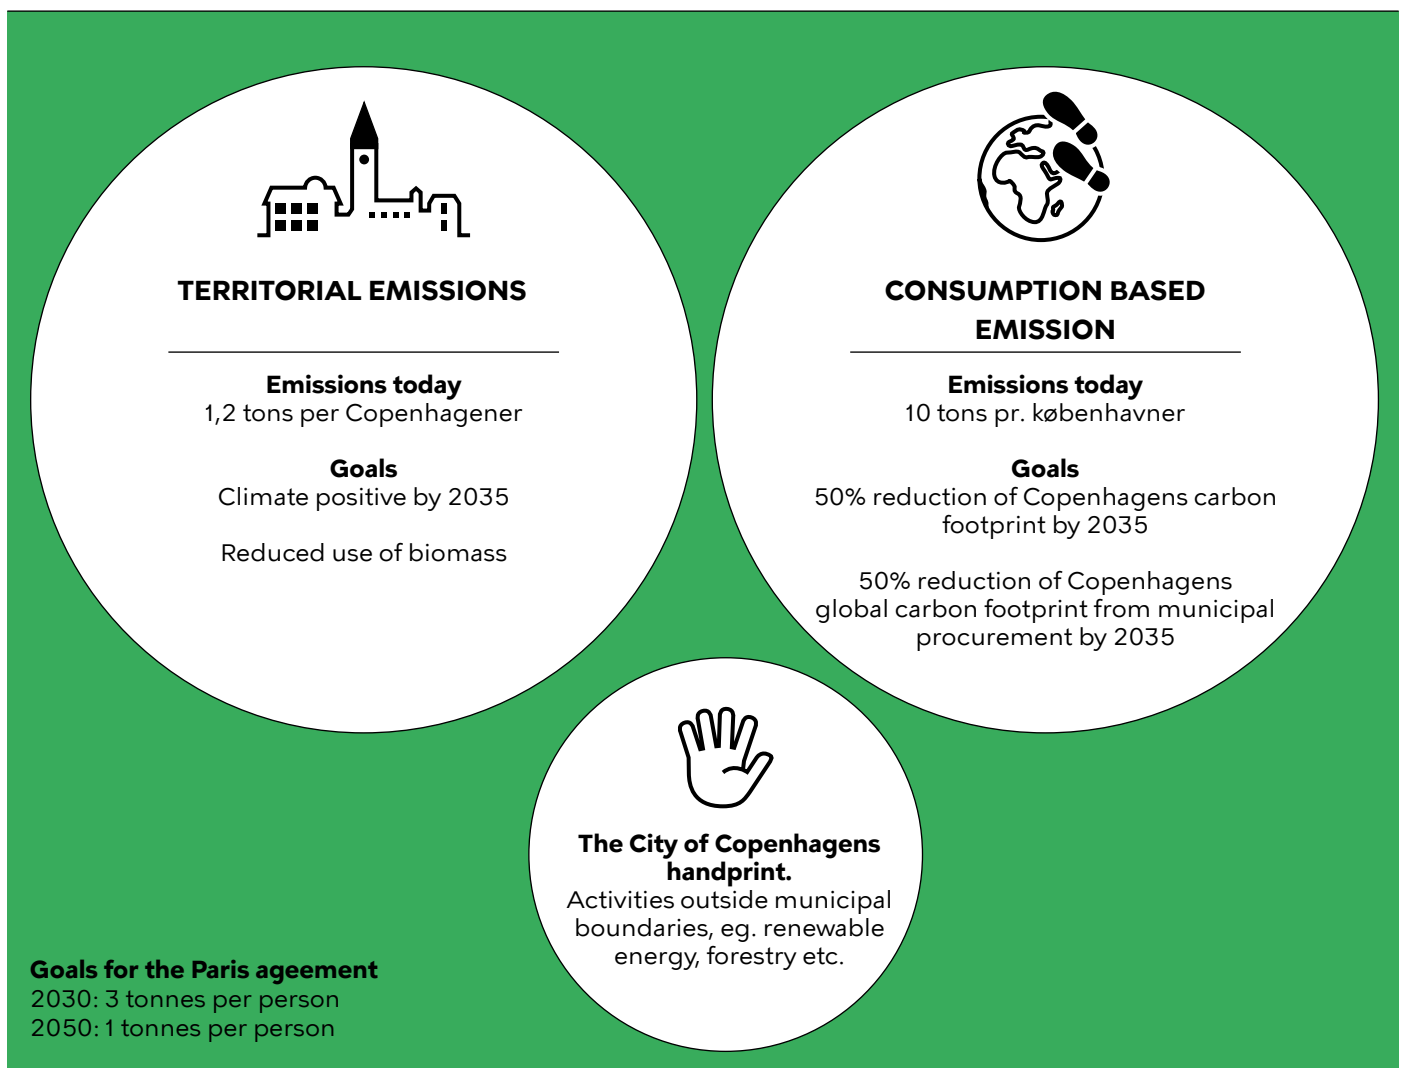 TERRITORIAL EMISSIONS
Emissions today
1,2 tons per Copenhagener
Goals
Climate positive by 2035
Reduced use of biomass
CONSUMPTION BASED
EMISSION
Emissions today
10 tons pr. københavner
Goals
50% reduction of Copenhagens carbon
footprint by 2035
50% reduction of Copenhagens
global carbon footprint from municipal
procurement by 2035
The City of Copenhagens
handprint.
Activities outside municipal
boundaries, eg. renewable
energy, forestry etc.
Goals for the Paris ageement
2030: 3 tonnes per person
2050: 1 tonnes per person